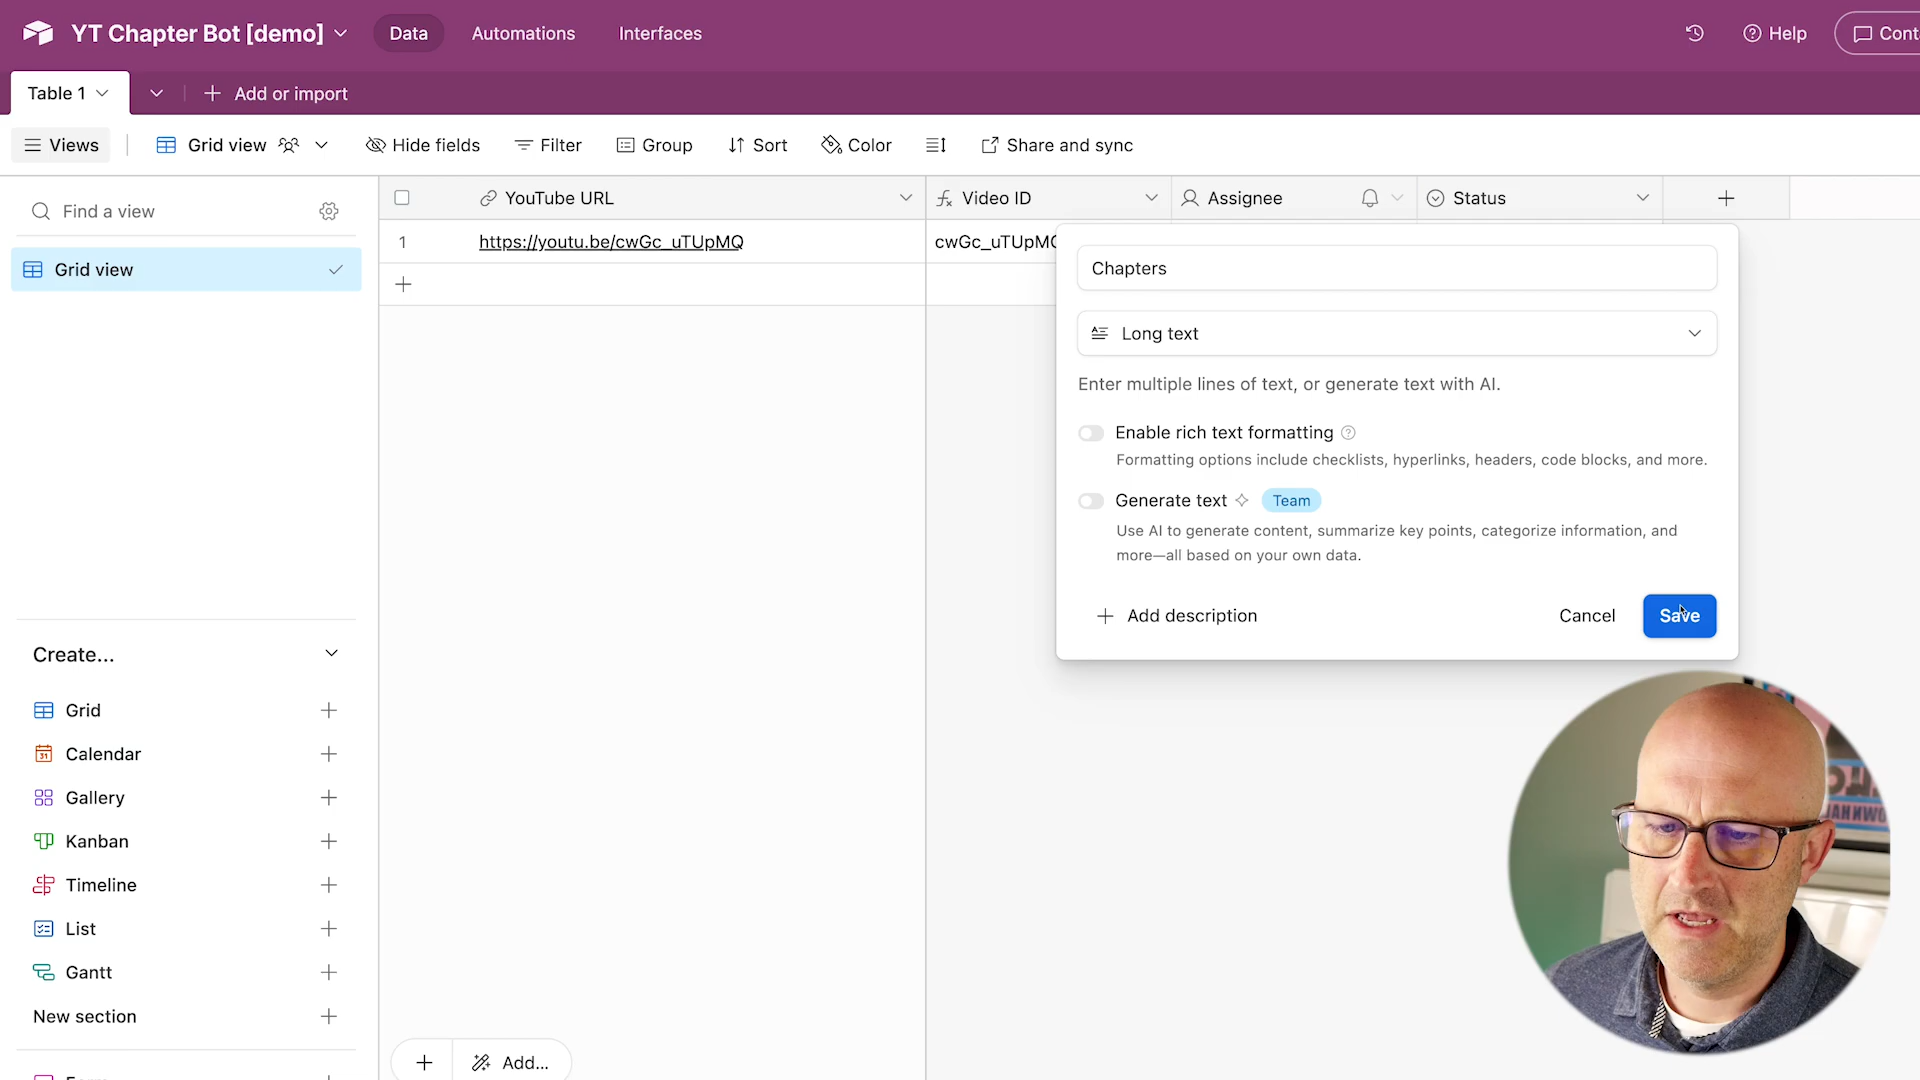 YT Chapter Bot [demo]
Data
Automations
Interfaces
Help
Cont
Table 1
Add or import
Views
Grid view
Hide fields
Filter
Group
Sort
Color
Share and sync
Find a view
YouTube URL
Video ID
Assignee
Status
1
https://youtu.be/cwGc_uTUpMQ
cwGc_uTUpMQ
Grid view
Chapters
Long text
Enter multiple lines of text, or generate text with AI.
Enable rich text formatting
Formatting options include checklists, hyperlinks, headers, code blocks, and more.
Generate text
Team
Use AI to generate content, summarize key points, categorize information, and
more—all based on your own data.
Add description
Cancel
Save
Create...
Grid
Calendar
Gallery
Kanban
Timeline
List
Gantt
New section
Add...